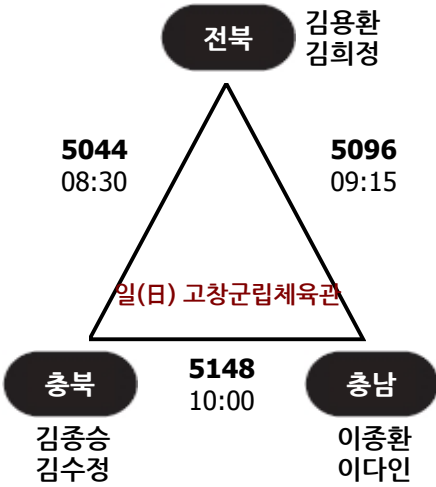 전북
김용환
김희정
5044
08:30
5096
09:15
일(日) 고창군립체육관
충북
5148
10:00
충남
김종승
김수정
이종환
이다인